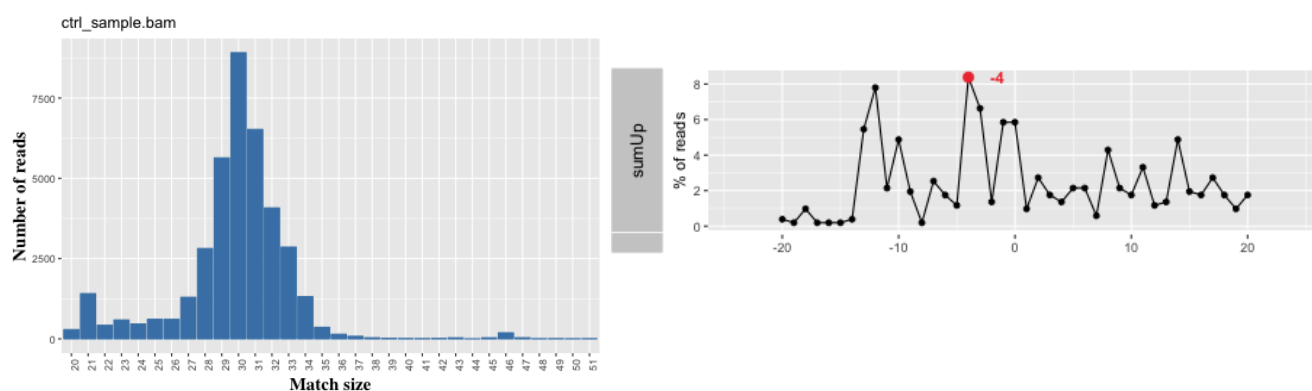 ctrl_sample.bam
Number of reads
7500
5000
2500
0
20 21 22 23 24 25 26 27 28 29 30 31 32 33 34 35 36 37 38 39 40 41 42 43 44 45 46 47 48 49 50 51
Match size
sumUp
% of reads
8
6
4
2
0
-4
-20 -10 0 10 20